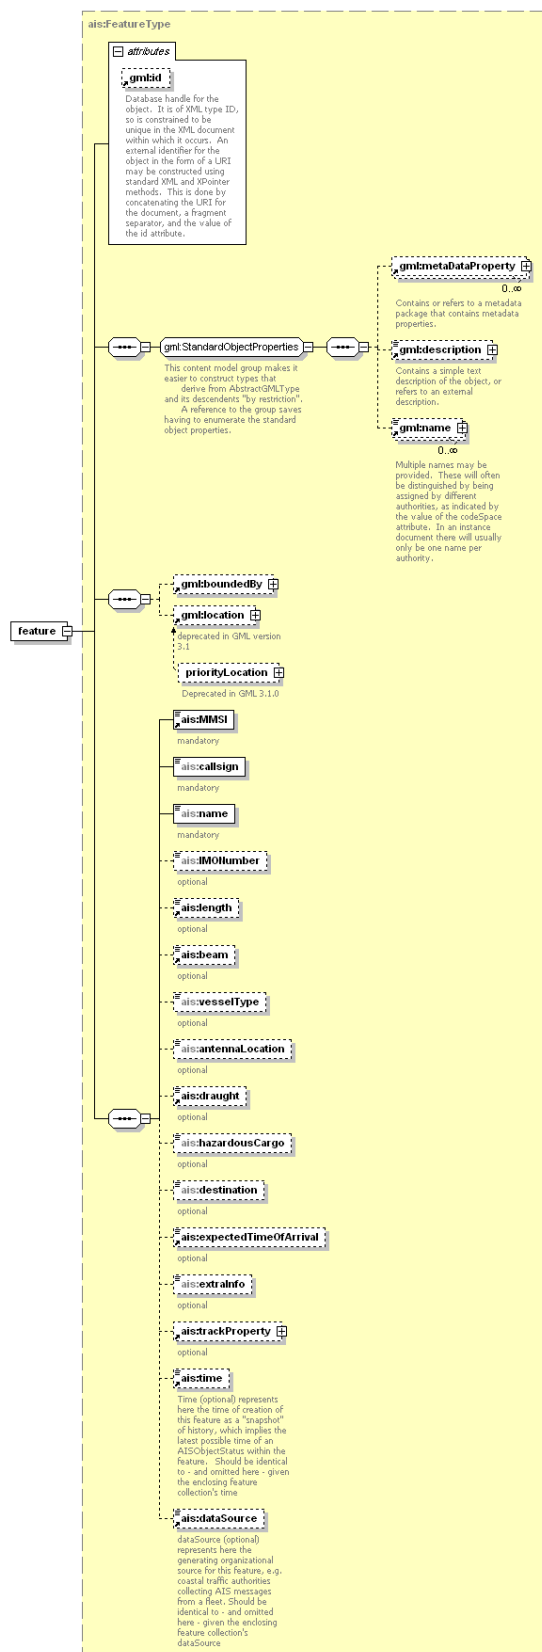 ais:FeatureType
attributes
gml:id
Database handle for the
object.  It is of XML type ID,
so is constrained to be
unique in the XML document
within which it occurs.  An
external identifier for the
object in the form of a URI
may be constructed using
standard XML and XPointer
methods.  This is done by
concatenating the URI for
the document, a fragment
separator, and the value of
the id attribute.
gml:metaDataProperty
0..∞
Contains or refers to a metadata
package that contains metadata
properties.
gml:StandardObjectProperties
This content model group makes it
easier to construct types that
derive from AbstractGMLType
and its descendents "by restriction".
A reference to the group saves
having to enumerate the standard
object properties.
gml:description
Contains a simple text
description of the object, or
refers to an external
description.
gml:name
0..∞
Multiple names may be
provided.  These will often
be distinguished by being
assigned by different
authorities, as indicated by
the value of the codeSpace
attribute.  In an instance
document there will usually
only be one name per
authority.
gml:boundedBy
gml:location
deprecated in GML version
3.1
feature
priorityLocation
Deprecated in GML 3.1.0
ais:MMSI
mandatory
ais:callsign
mandatory
ais:name
mandatory
ais:IMONumber
optional
ais:length
optional
ais:beam
optional
ais:vesselType
optional
ais:antennaLocation
optional
ais:draught
optional
ais:hazardousCargo
optional
ais:destination
optional
ais:expectedTimeOfArrival
optional
ais:extraInfo
optional
ais:trackProperty
optional
ais:time
Time (optional) represents
here the time of creation of
this feature as a "snapshot"
of history, which implies the
latest possible time of an
AISObjectStatus within the
feature.  Should be identical
to - and omitted here - given
the enclosing feature
collection's time
ais:dataSource
dataSource (optional)
represents here the
generating organizational
source for this feature, e.g.
coastal traffic authorities
collecting AIS messages
from a fleet. Should be
identical to - and omitted
here - given the enclosing
feature collection's
dataSource